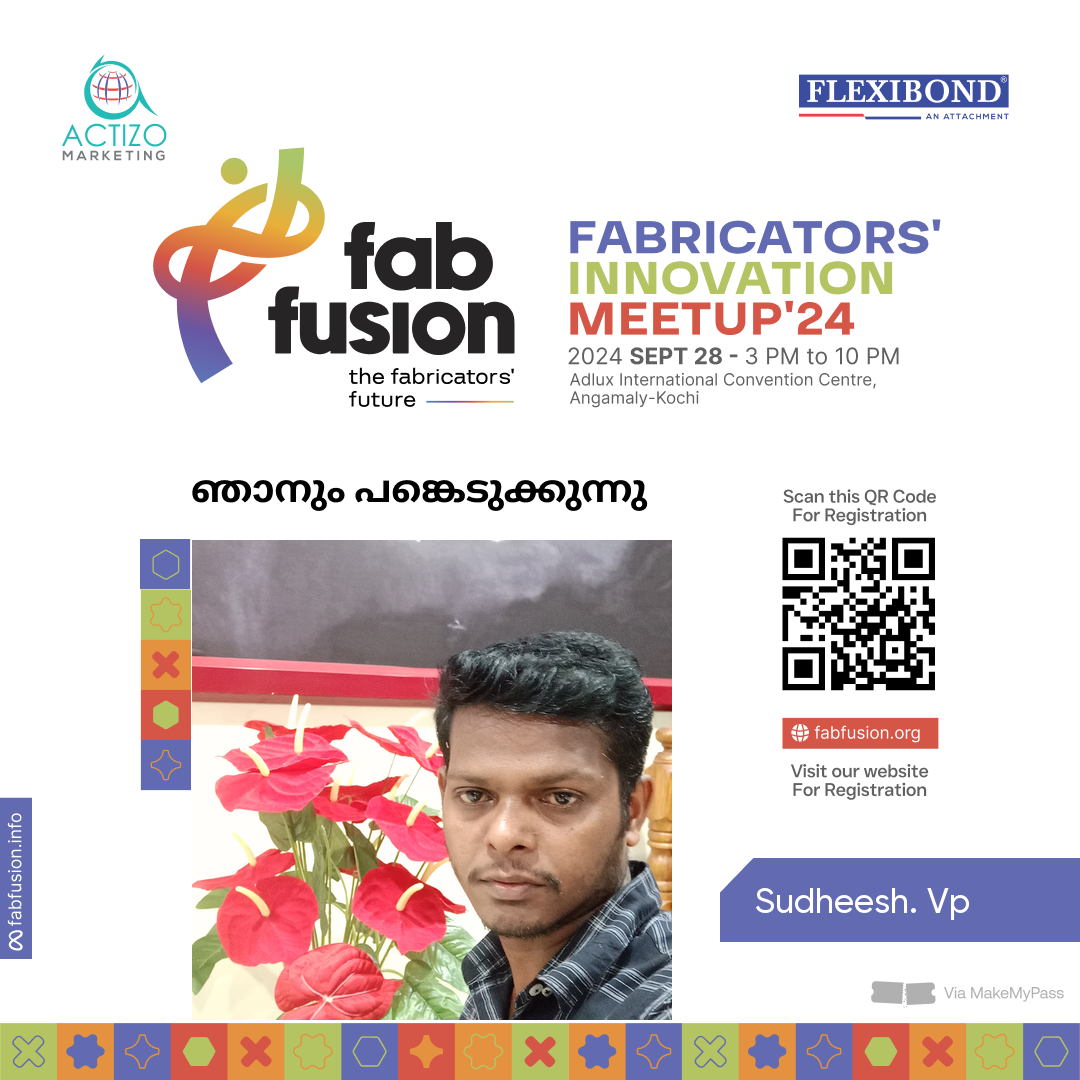 ACTIZO
MARKETING
FLEXIBOND®
AN ATTACHMENT
fab
fusion
the fabricators'
future
FABRICATORS'
INNOVATION
MEETUP'24
2024 SEPT 28 - 3 PM to 10 PM
Adlux International Convention Centre,
Angamaly-Kochi
ഞാനും പങ്കെടുക്കുന്നു
Scan this QR Code
For Registration
fabfusion.org
Visit our website
For Registration
fabfusion.info
Sudheesh. Vp
Via MakeMyPass